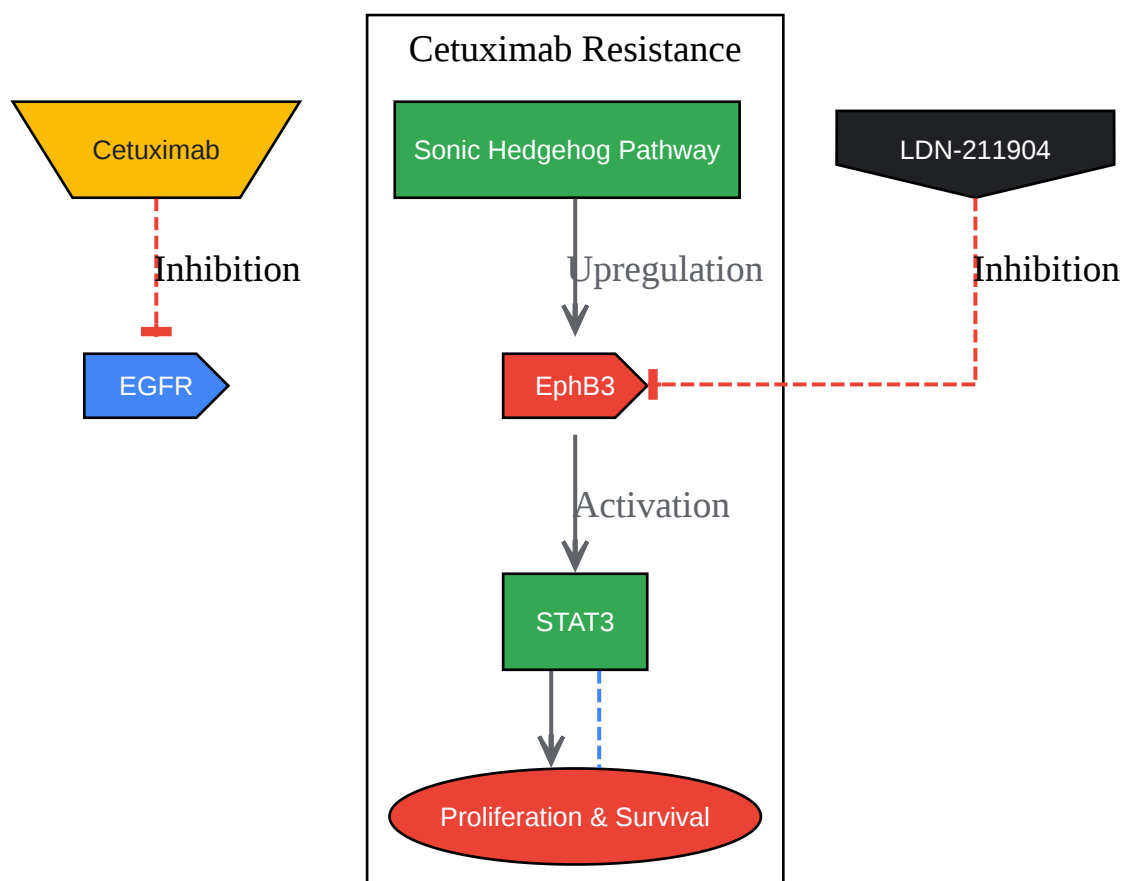 Cetuximab Resistance
Cetuximab
Sonic Hedgehog Pathway
LDN-211904
Inhibition
Upregulation
Inhibition
EGFR
EphB3
Activation
STAT3
Proliferation & Survival